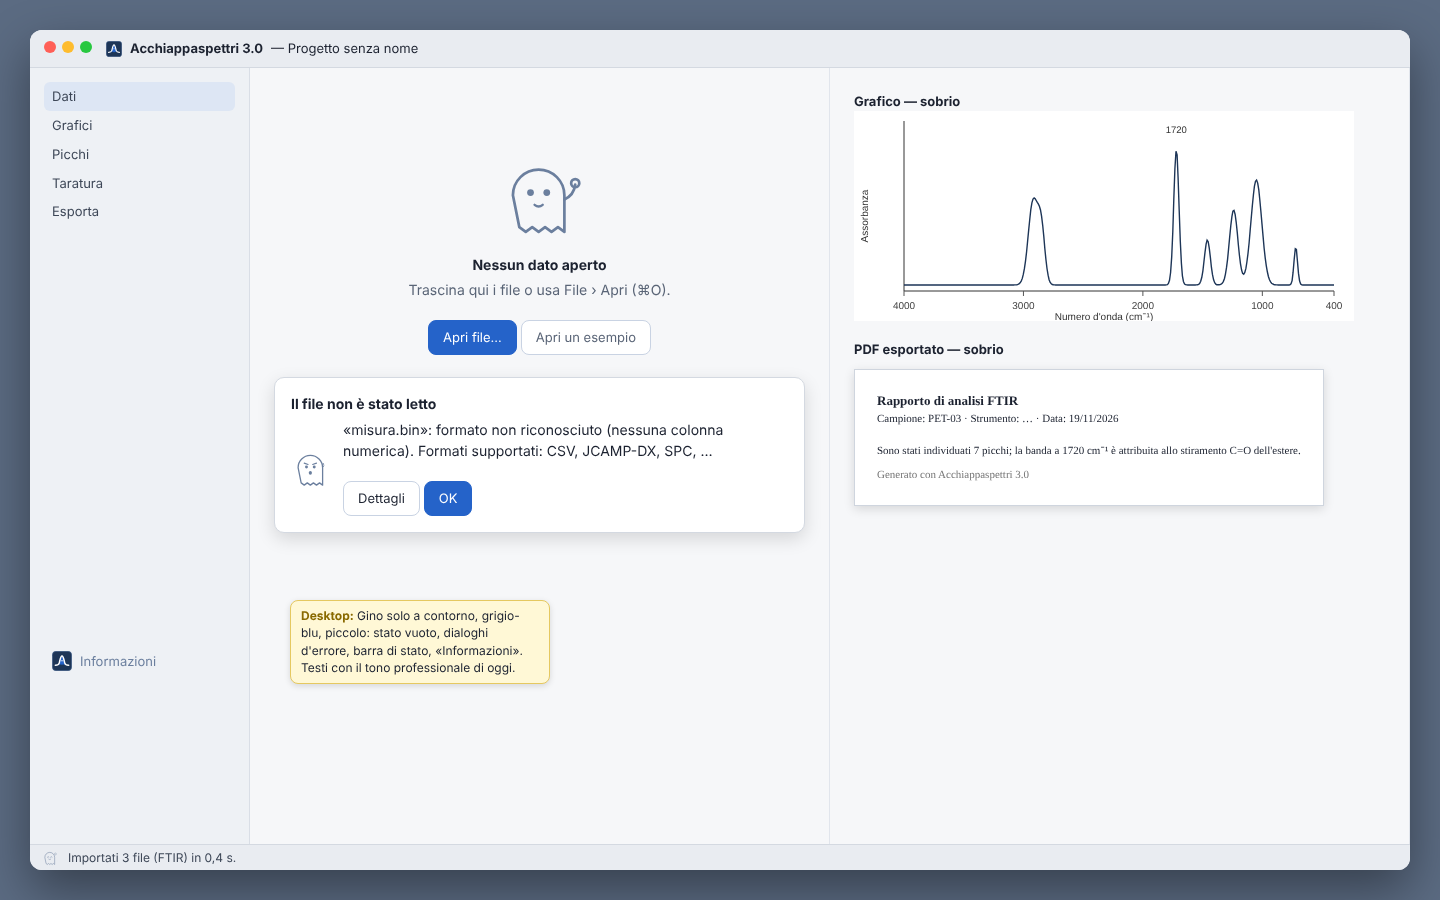 Acchiappaspettri 3.0 — Progetto senza nome
Dati
Grafici
Picchi
Taratura
Esporta
Informazioni
Nessun dato aperto
Trascina qui i file o usa File › Apri (⌘O).
Apri file…
Apri un esempio
Il file non è stato letto
«misura.bin»: formato non riconosciuto (nessuna colonna
numerica). Formati supportati: CSV, JCAMP-DX, SPC, …
Dettagli
OK
Desktop: Gino solo a contorno, grigio-
blu, piccolo: stato vuoto, dialoghi
d'errore, barra di stato, «Informazioni».
Testi con il tono professionale di oggi.
Grafico — sobrio
1720
Assorbanza
4000
3000
2000
1000
400
Numero d'onda (cm⁻¹)
PDF esportato — sobrio
Rapporto di analisi FTIR
Campione: PET-03 · Strumento: … · Data: 19/11/2026
Sono stati individuati 7 picchi; la banda a 1720 cm⁻¹ è attribuita allo stiramento C=O dell'estere.
Generato con Acchiappaspettri 3.0
Importati 3 file (FTIR) in 0,4 s.